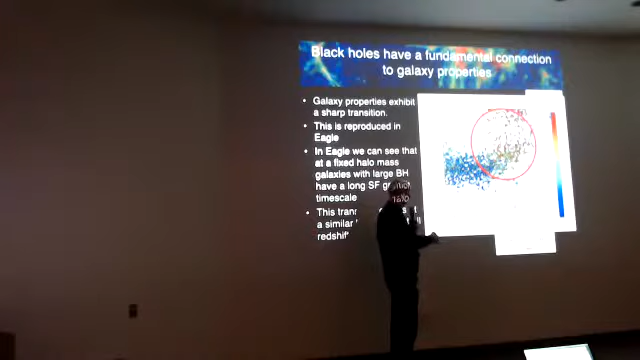 Black holes have a fundamental connection
to galaxy properties
• Galaxy properties exhibit
a sharp transition.
• This is reproduced in
Eagle
• In Eagle we can see that
at a fixed halo mass
galaxies with large BH
have a long SF
timescale
• This
a similar